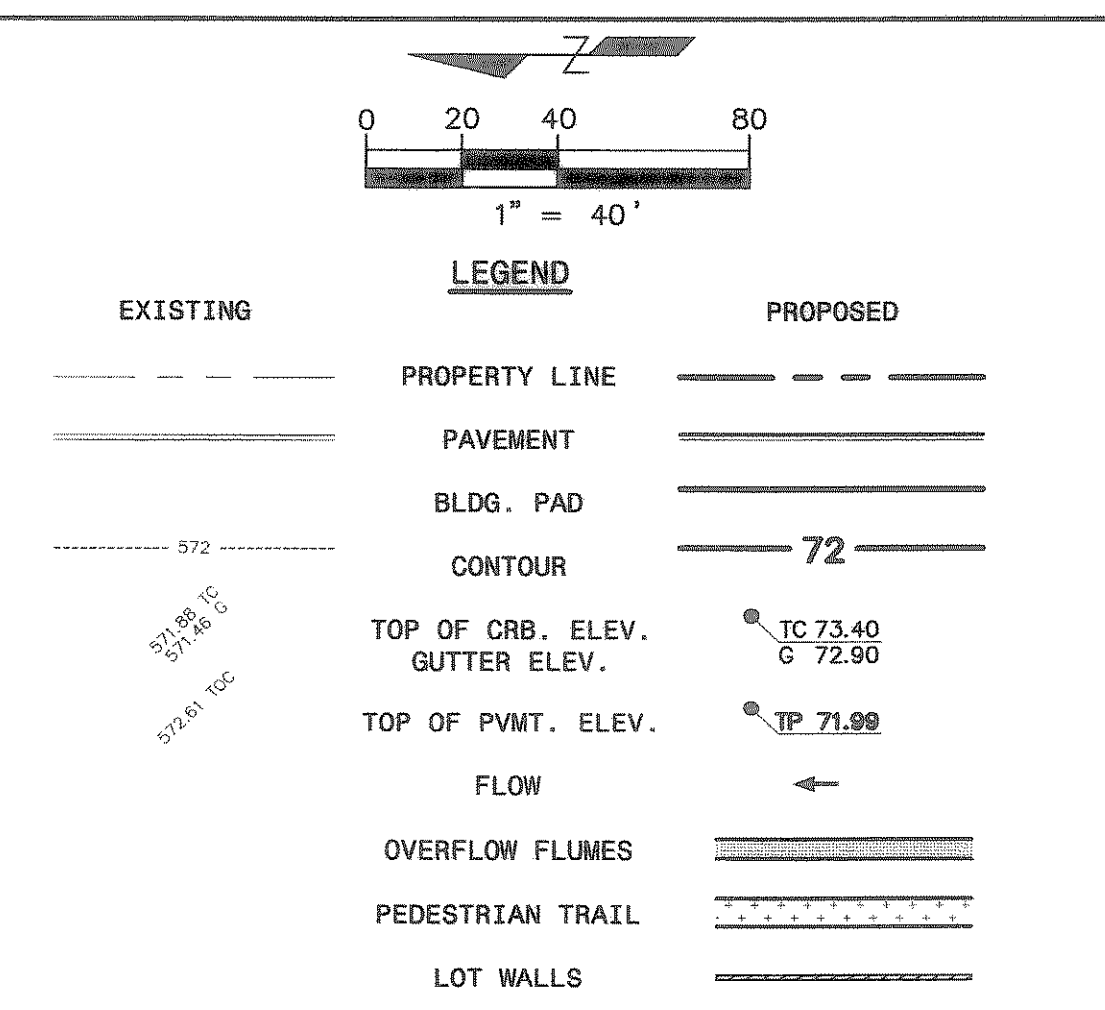 Z
0 20 40 80
1" = 40'
LEGEND
EXISTING PROPOSED
PROPERTY LINE
PAVEMENT
BLDG. PAD
572 CONTOUR 72
571.88 TC
571.46 G
TOP OF CRB. ELEV.
GUTTER ELEV.
TC 73.40
G 72.90
572.61 TOC
TOP OF PVMT. ELEV. TP 71.99
FLOW
OVERFLOW FLUMES
PEDESTRIAN TRAIL
LOT WALLS